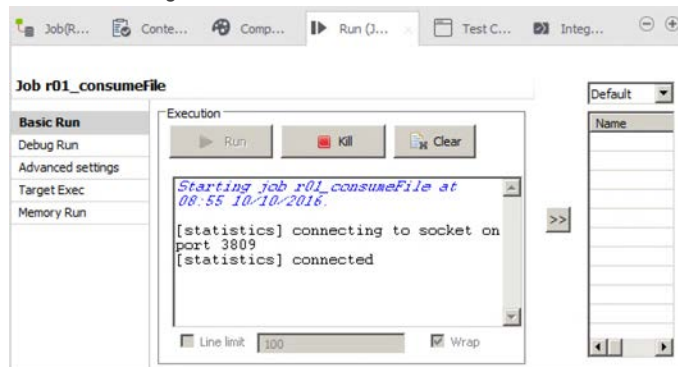 Job(R... Conte... Comp... Run (J... Test C... Integ...
Job r01_consumeFile
Default
Basic Run
Debug Run
Advanced settings
Target Exec
Memory Run
Execution
Run Kill Clear
Starting job r01_consumeFile at
08:55 10/10/2016.
[statistics] connecting to socket on
port 3809
[statistics] connected
Line limit 100 Wrap
>>
Name